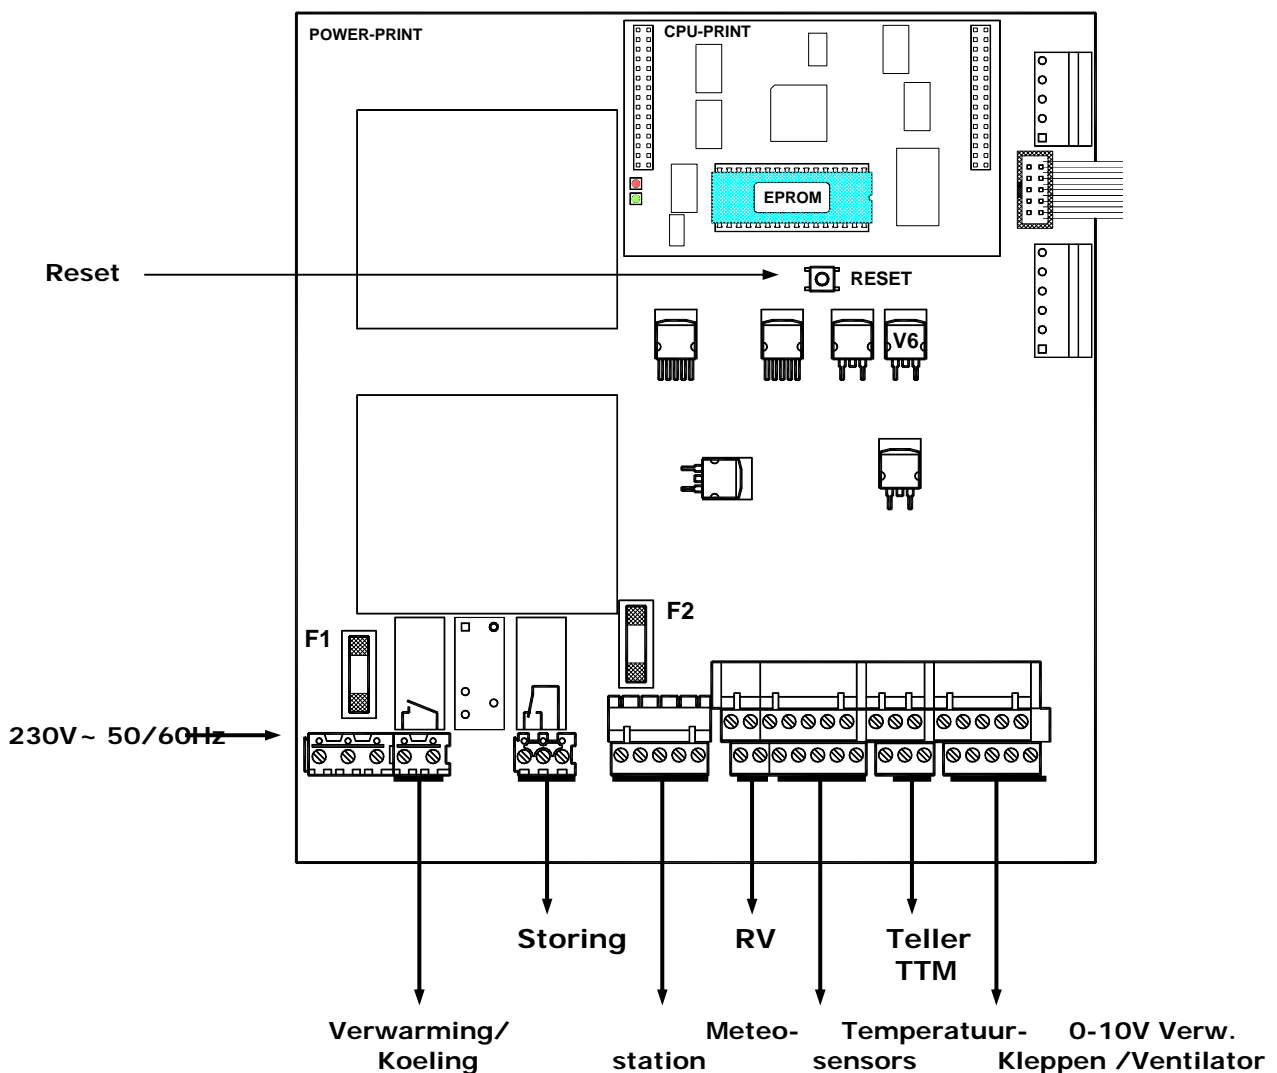 POWER-PRINT
CPU-PRINT
EPROM
Reset
RESET
V6
F2
F1
230V~ 50/60Hz
Storing
RV
Teller
TTM
Verwarming/
Koeling
Meteo-
station
Temperatuur-
sensors
0-10V Verw.
Kleppen /Ventilator